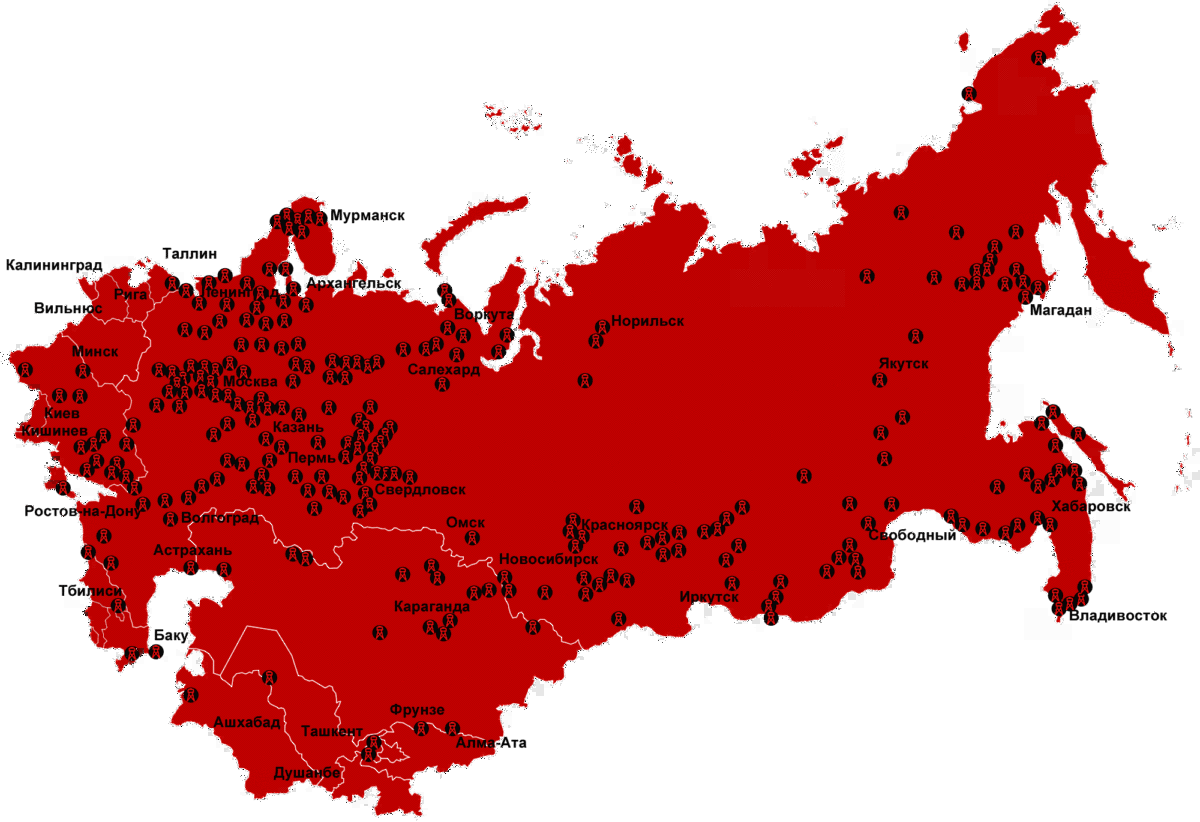 Мурманск
Таллин
Калининград
Архангельск
Рига
Ленинград
Вильнюс
Воркута
Норильск
Магадан
Минск
Якутск
Салехард
Москва
Киев
Казань
Кишинев
Пермь
Свердловск
Ростов-на-Дону
Хабаровск
Волгоград
Омск
Красноярск
Свободный
Астрахань
Новосибирск
Тбилиси
Иркутск
Караганда
Владивосток
Баку
Фрунзе
Ашхабад
Ташкент
Алма-Ата
Душанбе